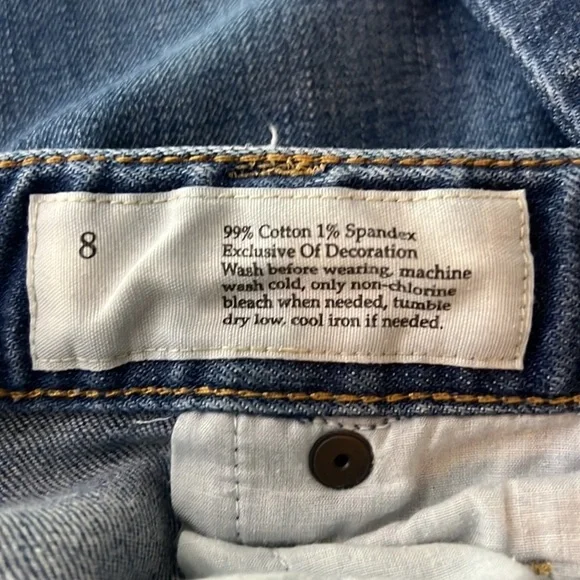 8
99% Cotton 1% Spandex
Exclusive Of Decoration
Wash before wearing, machine
wash cold, only non-chlorine
bleach when needed, tumble
dry low, cool iron if needed.